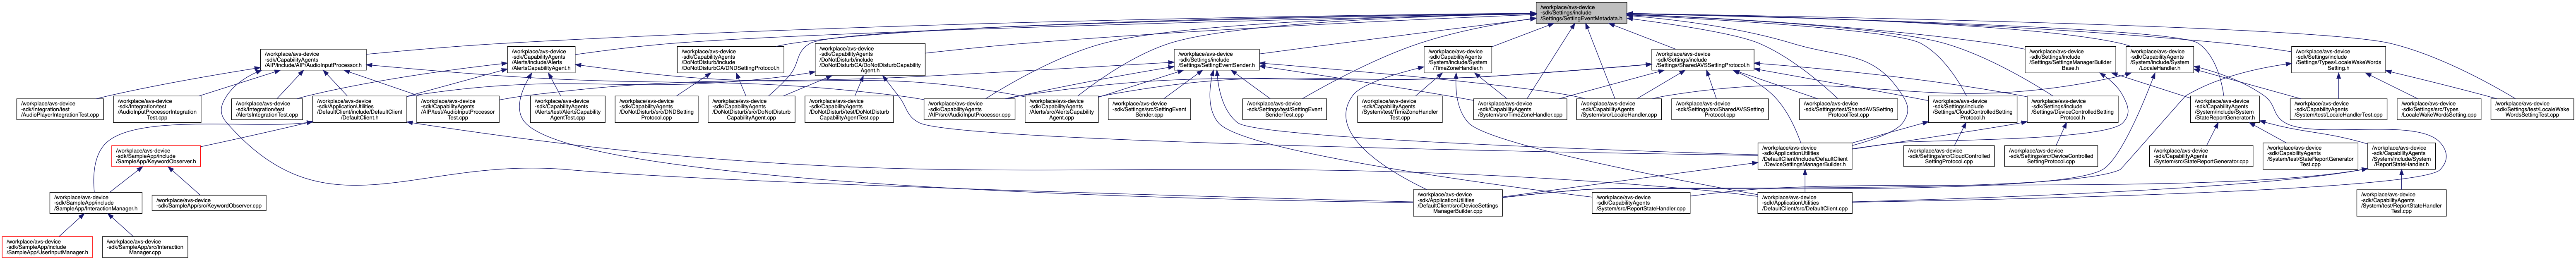 /workplace/avs-device
-sdk/Settings/include
/Settings/SettingEventMetadata.h
/workplace/avs-device
-sdk/CapabilityAgents
/AIP/include/AIP/AudioInputProcessor.h
/workplace/avs-device
-sdk/CapabilityAgents
/Alerts/include/Alerts
/AlertsCapabilityAgent.h
/workplace/avs-device
-sdk/CapabilityAgents
/DoNotDisturb/include
/DoNotDisturbCA/DNDSettingProtocol.h
/workplace/avs-device
-sdk/CapabilityAgents
/DoNotDisturb/include
/DoNotDisturbCA/DoNotDisturbCapability
Agent.h
/workplace/avs-device
-sdk/Settings/include
/Settings/SettingEventSender.h
/workplace/avs-device
-sdk/CapabilityAgents
/System/include/System
/TimeZoneHandler.h
/workplace/avs-device
-sdk/Settings/include
/Settings/SharedAVSSettingProtocol.h
/workplace/avs-device
-sdk/Settings/include
/Settings/SettingsManagerBuilder
Base.h
/workplace/avs-device
-sdk/CapabilityAgents
/System/include/System
/LocaleHandler.h
/workplace/avs-device
-sdk/Settings/include
/Settings/Types/LocaleWakeWords
Setting.h
/workplace/avs-device
-sdk/Integration/test
/AudioPlayerIntegrationTest.cpp
/workplace/avs-device
-sdk/Integration/test
/AudioInputProcessorIntegration
Test.cpp
/workplace/avs-device
-sdk/Integration/test
/AlertsIntegrationTest.cpp
/workplace/avs-device
-sdk/ApplicationUtilities
/DefaultClient/include/DefaultClient
/DefaultClient.h
/workplace/avs-device
-sdk/CapabilityAgents
/AIP/test/AudioInputProcessor
Test.cpp
/workplace/avs-device
-sdk/CapabilityAgents
/Alerts/test/AlertsCapability
AgentTest.cpp
/workplace/avs-device
-sdk/CapabilityAgents
/DoNotDisturb/src/DNDSetting
Protocol.cpp
/workplace/avs-device
-sdk/CapabilityAgents
/DoNotDisturb/src/DoNotDisturb
CapabilityAgent.cpp
/workplace/avs-device
-sdk/CapabilityAgents
/DoNotDisturb/test/DoNotDisturb
CapabilityAgentTest.cpp
/workplace/avs-device
-sdk/CapabilityAgents
/AIP/src/AudioInputProcessor.cpp
/workplace/avs-device
-sdk/CapabilityAgents
/Alerts/src/AlertsCapability
Agent.cpp
/workplace/avs-device
-sdk/Settings/src/SettingEvent
Sender.cpp
/workplace/avs-device
-sdk/Settings/test/SettingEvent
SenderTest.cpp
/workplace/avs-device
-sdk/CapabilityAgents
/System/test/TimeZoneHandler
Test.cpp
/workplace/avs-device
-sdk/CapabilityAgents
/System/src/TimeZoneHandler.cpp
/workplace/avs-device
-sdk/CapabilityAgents
/System/src/LocaleHandler.cpp
/workplace/avs-device
-sdk/Settings/src/SharedAVSSetting
Protocol.cpp
/workplace/avs-device
-sdk/Settings/test/SharedAVSSetting
ProtocolTest.cpp
/workplace/avs-device
-sdk/Settings/include
/Settings/CloudControlledSetting
Protocol.h
/workplace/avs-device
-sdk/Settings/include
/Settings/DeviceControlledSetting
Protocol.h
/workplace/avs-device
-sdk/CapabilityAgents
/System/include/System
/StateReportGenerator.h
/workplace/avs-device
-sdk/CapabilityAgents
/System/test/LocaleHandlerTest.cpp
/workplace/avs-device
-sdk/Settings/src/Types
/LocaleWakeWordsSetting.cpp
/workplace/avs-device
-sdk/Settings/test/LocaleWake
WordsSettingTest.cpp
/workplace/avs-device
-sdk/SampleApp/include
/SampleApp/KeywordObserver.h
/workplace/avs-device
-sdk/ApplicationUtilities
/DefaultClient/include/DefaultClient
/DeviceSettingsManagerBuilder.h
/workplace/avs-device
-sdk/Settings/src/CloudControlled
SettingProtocol.cpp
/workplace/avs-device
-sdk/Settings/src/DeviceControlled
SettingProtocol.cpp
/workplace/avs-device
-sdk/CapabilityAgents
/System/src/StateReportGenerator.cpp
/workplace/avs-device
-sdk/CapabilityAgents
/System/test/StateReportGenerator
Test.cpp
/workplace/avs-device
-sdk/CapabilityAgents
/System/include/System
/ReportStateHandler.h
/workplace/avs-device
-sdk/SampleApp/include
/SampleApp/InteractionManager.h
/workplace/avs-device
-sdk/SampleApp/src/KeywordObserver.cpp
/workplace/avs-device
-sdk/ApplicationUtilities
/DefaultClient/src/DeviceSettings
ManagerBuilder.cpp
/workplace/avs-device
-sdk/CapabilityAgents
/System/src/ReportStateHandler.cpp
/workplace/avs-device
-sdk/ApplicationUtilities
/DefaultClient/src/DefaultClient.cpp
/workplace/avs-device
-sdk/CapabilityAgents
/System/test/ReportStateHandler
Test.cpp
/workplace/avs-device
-sdk/SampleApp/include
/SampleApp/UserInputManager.h
/workplace/avs-device
-sdk/SampleApp/src/Interaction
Manager.cpp